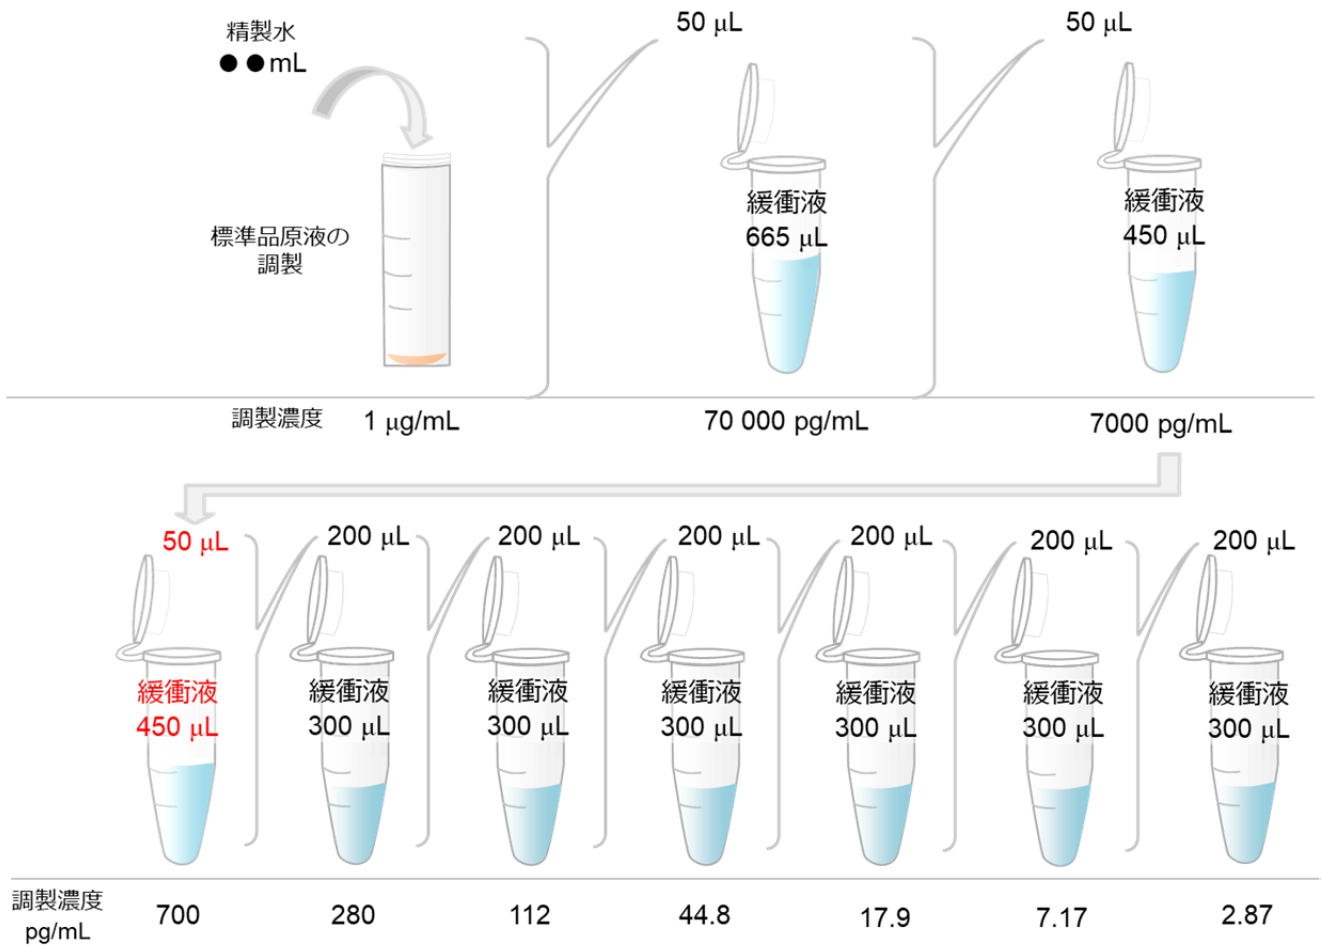 精製水
●●mL
50 μL
50 μL
緩衝液
665 μL
緩衝液
450 μL
標準品原液の
調製
調製濃度 1 μg/mL 70 000 pg/mL 7000 pg/mL
50 μL 200 μL 200 μL 200 μL 200 μL 200 μL 200 μL
緩衝液 緩衝液 緩衝液 緩衝液 緩衝液 緩衝液 緩衝液
450 μL 300 μL 300 μL 300 μL 300 μL 300 μL 300 μL
調製濃度
pg/mL
700 280 112 44.8 17.9 7.17 2.87